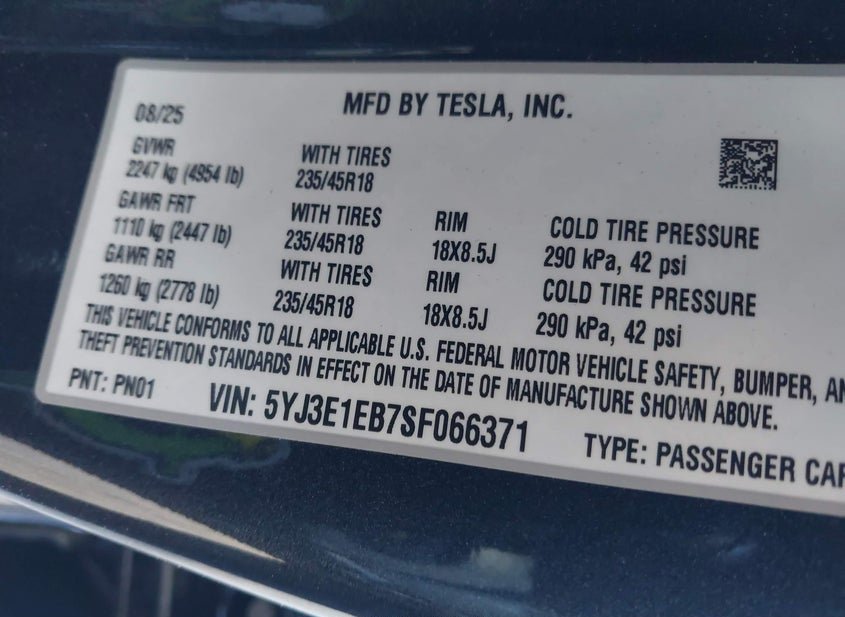 MFD BY TESLA, INC.
08/25
GVWR
2247 kg (4954 lb)
WITH TIRES
235/45R18
GAWR FRT
1110 kg (2447 lb)
WITH TIRES
235/45R18
RIM
18X8.5J
COLD TIRE PRESSURE
290 kPa, 42 psi
GAWR RR
1260 kg (2778 lb)
WITH TIRES
235/45R18
RIM
18X8.5J
COLD TIRE PRESSURE
290 kPa, 42 psi
THIS VEHICLE CONFORMS TO ALL APPLICABLE U.S. FEDERAL MOTOR VEHICLE SAFETY, BUMPER, AN
THEFT PREVENTION STANDARDS IN EFFECT ON THE DATE OF MANUFACTURE SHOWN ABOVE.
PNT: PN01
VIN: 5YJ3E1EB7SF066371
TYPE: PASSENGER CAR